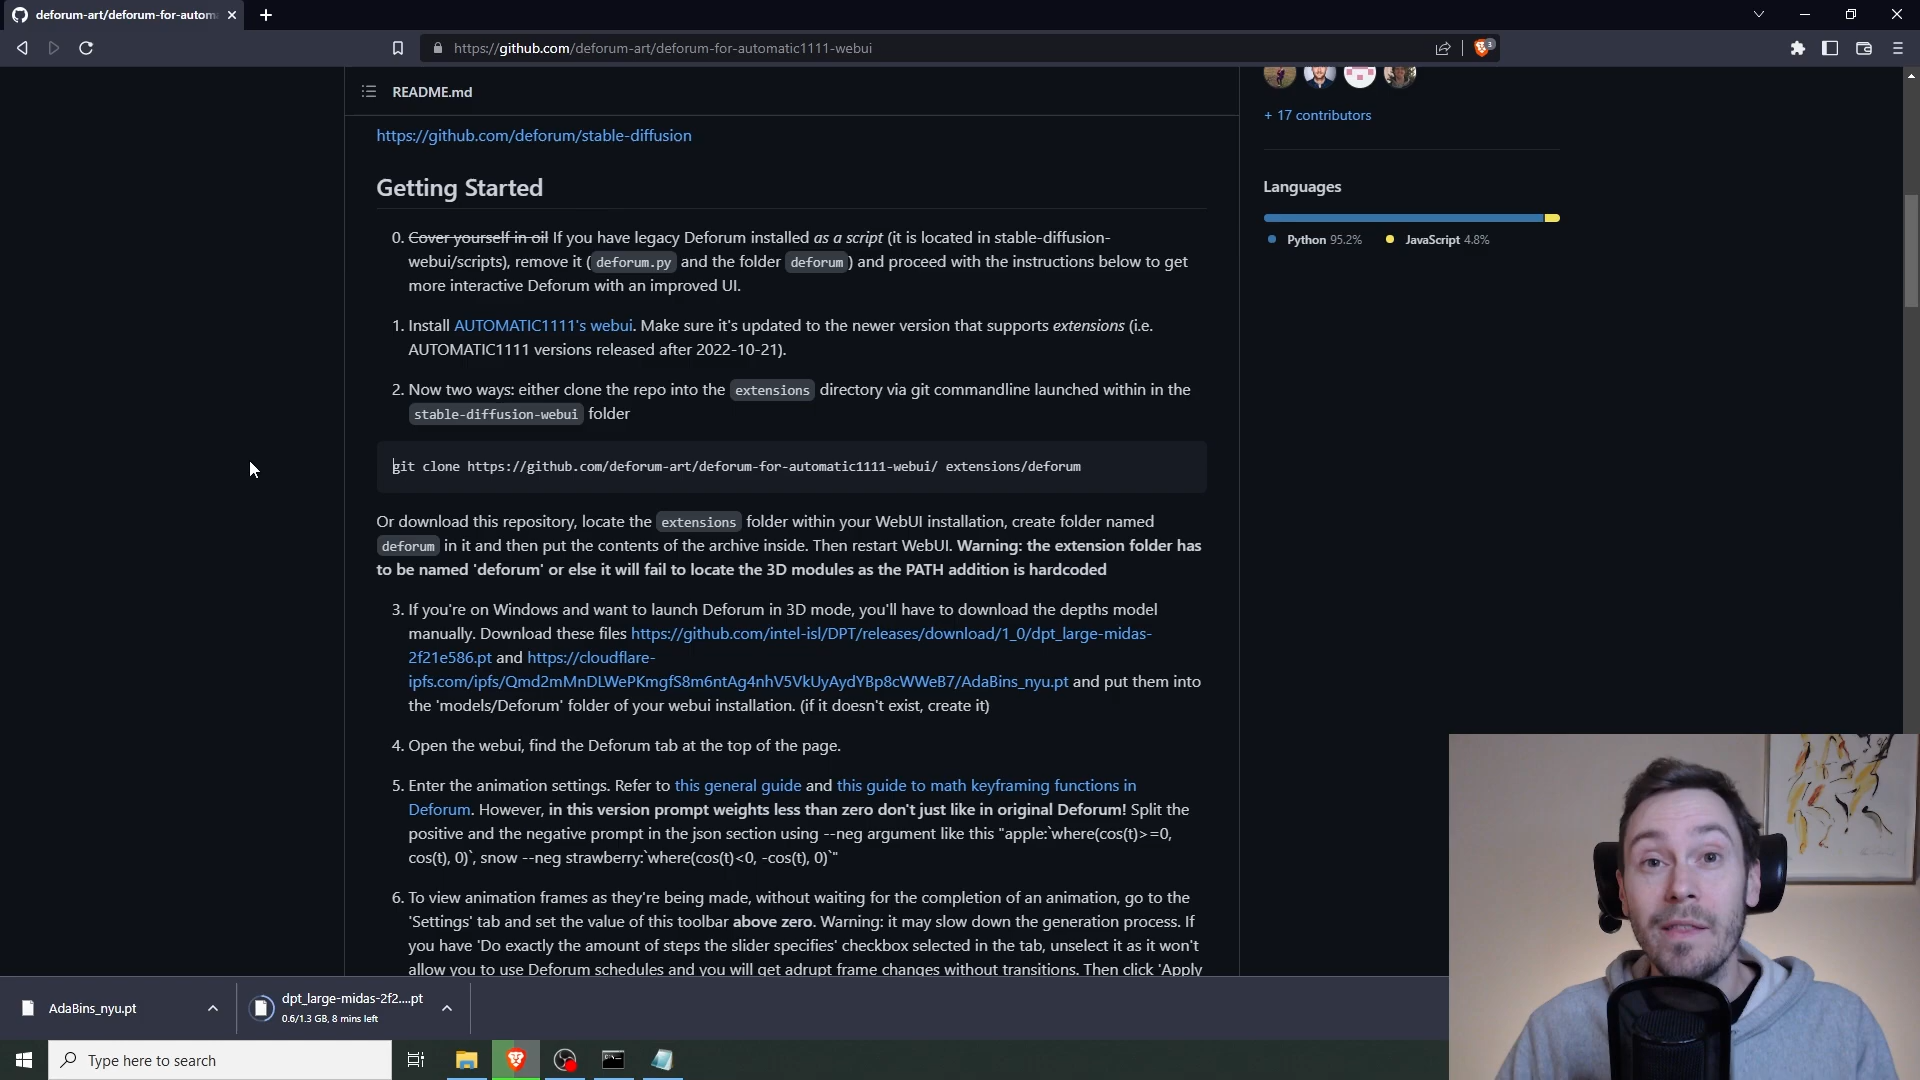 deforum-art/deforum-for-autom
https://github.com/deforum-art/deforum-for-automatic1111-webui
3
README.md
+ 17 contributors
https://github.com/deforum/stable-diffusion
Getting Started
Languages
Python 95.2% JavaScript 4.8%
0. Cover yourself in oil If you have legacy Deforum installed as a script (it is located in stable-diffusion-
webui/scripts), remove it ( deforum.py and the folder deforum ) and proceed with the instructions below to get
more interactive Deforum with an improved UI.
1. Install AUTOMATIC1111's webui. Make sure it's updated to the newer version that supports extensions (i.e.
AUTOMATIC1111 versions released after 2022-10-21).
2. Now two ways: either clone the repo into the extensions directory via git commandline launched within in the
stable-diffusion-webui folder
git clone https://github.com/deforum-art/deforum-for-automatic1111-webui/ extensions/deforum
Or download this repository, locate the extensions folder within your WebUI installation, create folder named
deforum in it and then put the contents of the archive inside. Then restart WebUI. Warning: the extension folder has
to be named 'deforum' or else it will fail to locate the 3D modules as the PATH addition is hardcoded
3. If you're on Windows and want to launch Deforum in 3D mode, you'll have to download the depths model
manually. Download these files https://github.com/intel-isl/DPT/releases/download/1_0/dpt_large-midas-
2f21e586.pt and https://cloudflare-
ipfs.com/ipfs/Qmd2mMnDLWePKmgfS8m6ntAg4nhV5VkUyAydYBp8cWWeB7/AdaBins_nyu.pt and put them into
the 'models/Deforum' folder of your webui installation. (if it doesn't exist, create it)
4. Open the webui, find the Deforum tab at the top of the page.
5. Enter the animation settings. Refer to this general guide and this guide to math keyframing functions in
Deforum. However, in this version prompt weights less than zero don't just like in original Deforum! Split the
positive and the negative prompt in the json section using --neg argument like this "apple:`where(cos(t)>=0,
cos(t), 0)`, snow --neg strawberry:`where(cos(t)<0, -cos(t), 0)`"
6. To view animation frames as they're being made, without waiting for the completion of an animation, go to the
'Settings' tab and set the value of this toolbar above zero. Warning: it may slow down the generation process. If
you have 'Do exactly the amount of steps the slider specifies' checkbox selected in the tab, unselect it as it won't
allow you to use Deforum schedules and you will get adrupt frame changes without transitions. Then click 'Apply
AdaBins_nyu.pt
dpt_large-midas-2f2....pt
0.6/1.3 GB, 8 mins left
Type here to search